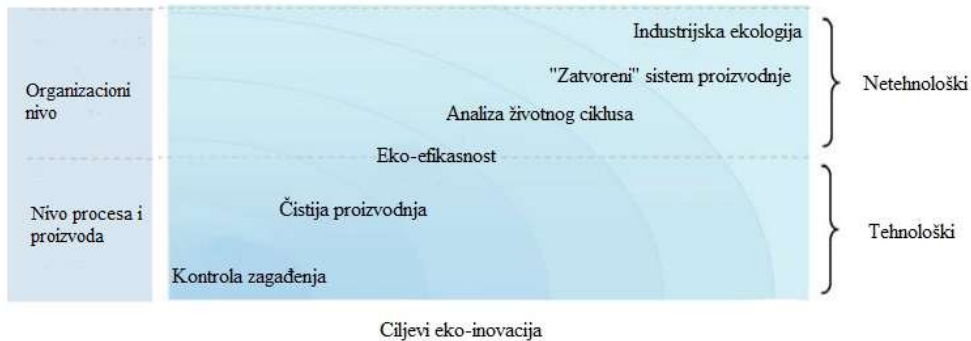 Industrijska ekologija
"Zatvoreni" sistem proizvodnje
Netehnološki
Organizacioni
nivo
Analiza životnog ciklusa
Eko-efikasnost
Čistija proizvodnja
Nivo procesa i
proizvoda
Tehnološki
Kontrola zagađenja
Ciljevi eko-inovacija